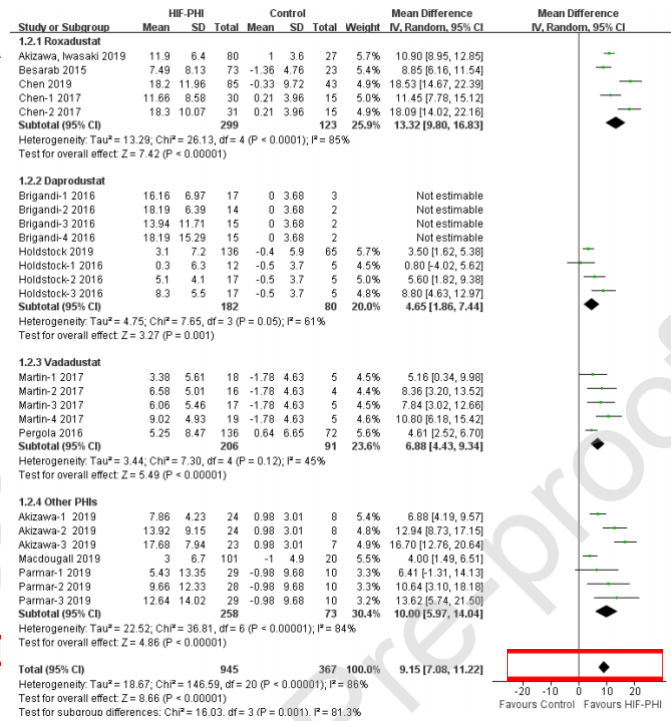 HIF-PHI Control Mean Difference Mean Difference
Study or Subgroup Mean SD Total Mean SD Total Weight IV, Random, 95% CI IV, Random, 95% CI
1.2.1 Roxadustat
Akizawa, Iwasaki 2019 11.9 6.4 80 1 3.6 27 5.4% 10.90 [8.95, 12.85]
Besarab 2015 7.49 8.13 73 -1.36 4.76 23 5.2% 8.85 [6.16, 11.54]
Chen 2019 18.2 11.96 85 -0.33 9.72 43 4.9% 18.53 [14.67, 22.39]
Chen-1 2017 11.66 8.58 30 0.21 3.96 15 5.0% 11.45 [7.78, 15.12]
Chen-2 2017 18.3 10.07 31 0.21 3.96 15 4.8% 18.09 [14.02, 22.16]
Subtotal (95% CI) 299 123 25.9% 13.32 [9.80, 16.83]
Heterogeneity: Tau² = 13.29; Chi² = 26.13, df = 4 (P < 0.0001); I² = 85%
Test for overall effect: Z = 7.42 (P < 0.00001)
1.2.2 Daprodustat
Brigandi-1 2016 16.16 6.97 17 0 3.68 3 Not estimable
Brigandi-2 2016 18.19 6.39 14 0 3.68 2 Not estimable
Brigandi-3 2016 13.94 11.71 15 0 3.68 2 Not estimable
Brigandi-4 2016 18.19 15.29 15 0 3.68 2 Not estimable
Holdstock 2019 3.1 7.2 136 -0.4 5.9 65 5.7% 3.50 [1.62, 5.38]
Holdstock-1 2016 0.3 6.3 12 -0.5 3.7 5 4.5% 0.80 [-4.02, 5.62]
Holdstock-2 2016 5.1 4.1 17 -0.5 3.7 5 4.9% 5.60 [1.82, 9.38]
Holdstock-3 2016 8.3 5.5 17 -0.5 3.7 5 4.8% 8.80 [4.63, 12.97]
Subtotal (95% CI) 182 80 20.0% 4.65 [1.86, 7.44]
Heterogeneity: Tau² = 4.75; Chi² = 7.65, df = 3 (P = 0.05); I² = 61%
Test for overall effect: Z = 3.27 (P = 0.001)
1.2.3 Vadadustat
Martin-1 2017 3.38 5.61 18 -1.78 4.63 5 4.5% 5.16 [0.34, 9.98]
Martin-2 2017 6.58 5.01 16 -1.78 4.63 4 4.3% 8.36 [3.20, 13.52]
Martin-3 2017 6.06 5.46 17 -1.78 4.63 5 4.5% 7.84 [3.02, 12.66]
Martin-4 2017 9.02 4.93 19 -1.78 4.63 5 4.6% 10.80 [6.18, 15.42]
Pergola 2016 5.25 8.47 136 0.64 6.65 72 5.6% 4.61 [2.52, 6.70]
Subtotal (95% CI) 206 91 23.6% 6.88 [4.43, 9.34]
Heterogeneity: Tau² = 3.44; Chi² = 7.30, df = 4 (P = 0.12); I² = 45%
Test for overall effect: Z = 5.49 (P < 0.00001)
1.2.4 Other PHIs
Akizawa-1 2019 7.86 4.23 24 0.98 3.01 8 5.4% 6.88 [4.19, 9.57]
Akizawa-2 2019 13.92 9.15 24 0.98 3.01 8 4.7% 12.94 [8.73, 17.15]
Akizawa-3 2019 17.68 7.94 23 0.98 3.01 7 4.9% 16.70 [12.76, 20.64]
Macdougall 2019 3 6.7 101 -1 4.9 20 5.4% 4.00 [1.49, 6.51]
Parmar-1 2019 5.43 13.35 29 -0.98 9.68 10 3.3% 6.41 [-1.31, 14.13]
Parmar-2 2019 9.66 12.33 28 -0.98 9.68 10 3.4% 10.64 [3.10, 18.18]
Parmar-3 2019 12.64 14.02 29 -0.98 9.68 10 3.2% 13.62 [5.74, 21.50]
Subtotal (95% CI) 258 73 30.5% 10.00 [5.97, 14.04]
Heterogeneity: Tau² = 22.52; Chi² = 36.81, df = 6 (P < 0.00001); I² = 84%
Test for overall effect: Z = 4.86 (P < 0.00001)
Total (95% CI) 945 367 100.0% 9.15 [7.08, 11.22]
Heterogeneity: Tau² = 18.67; Chi² = 146.59, df = 20 (P < 0.00001); I² = 86%
Test for overall effect: Z = 8.66 (P < 0.00001)
Test for subgroup differences: Chi² = 16.03, df = 3 (P = 0.001), I² = 81.3%
-20 -10 0 10 20
Favours Control Favours HIF-PHI
Pre-proof